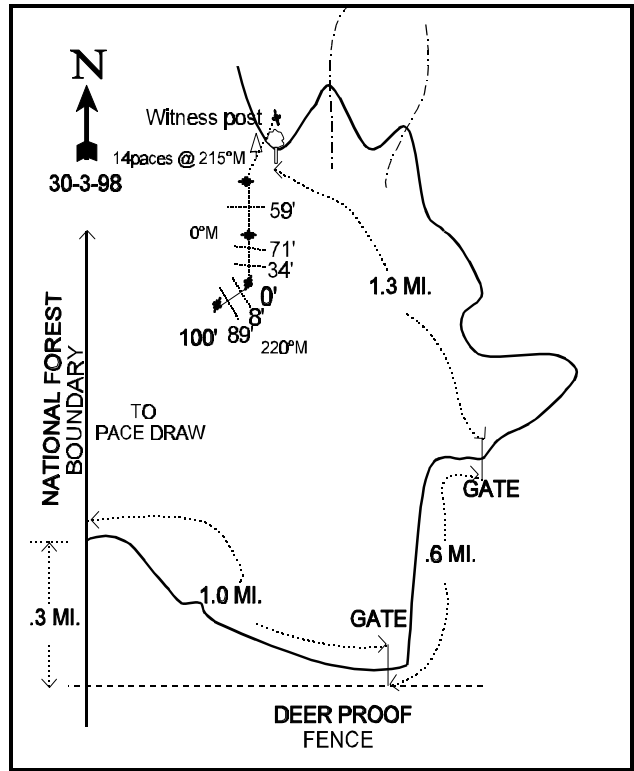 N
30-3-98
Witness post
14paces @ 215°M
59'
0°M
71'
34'
0'
8'
100'
89'
220°M
1.3 MI.
NATIONAL FOREST
BOUNDARY
TO
PACE DRAW
GATE
.6 MI.
1.0 MI.
GATE
.3 MI.
DEER PROOF
FENCE